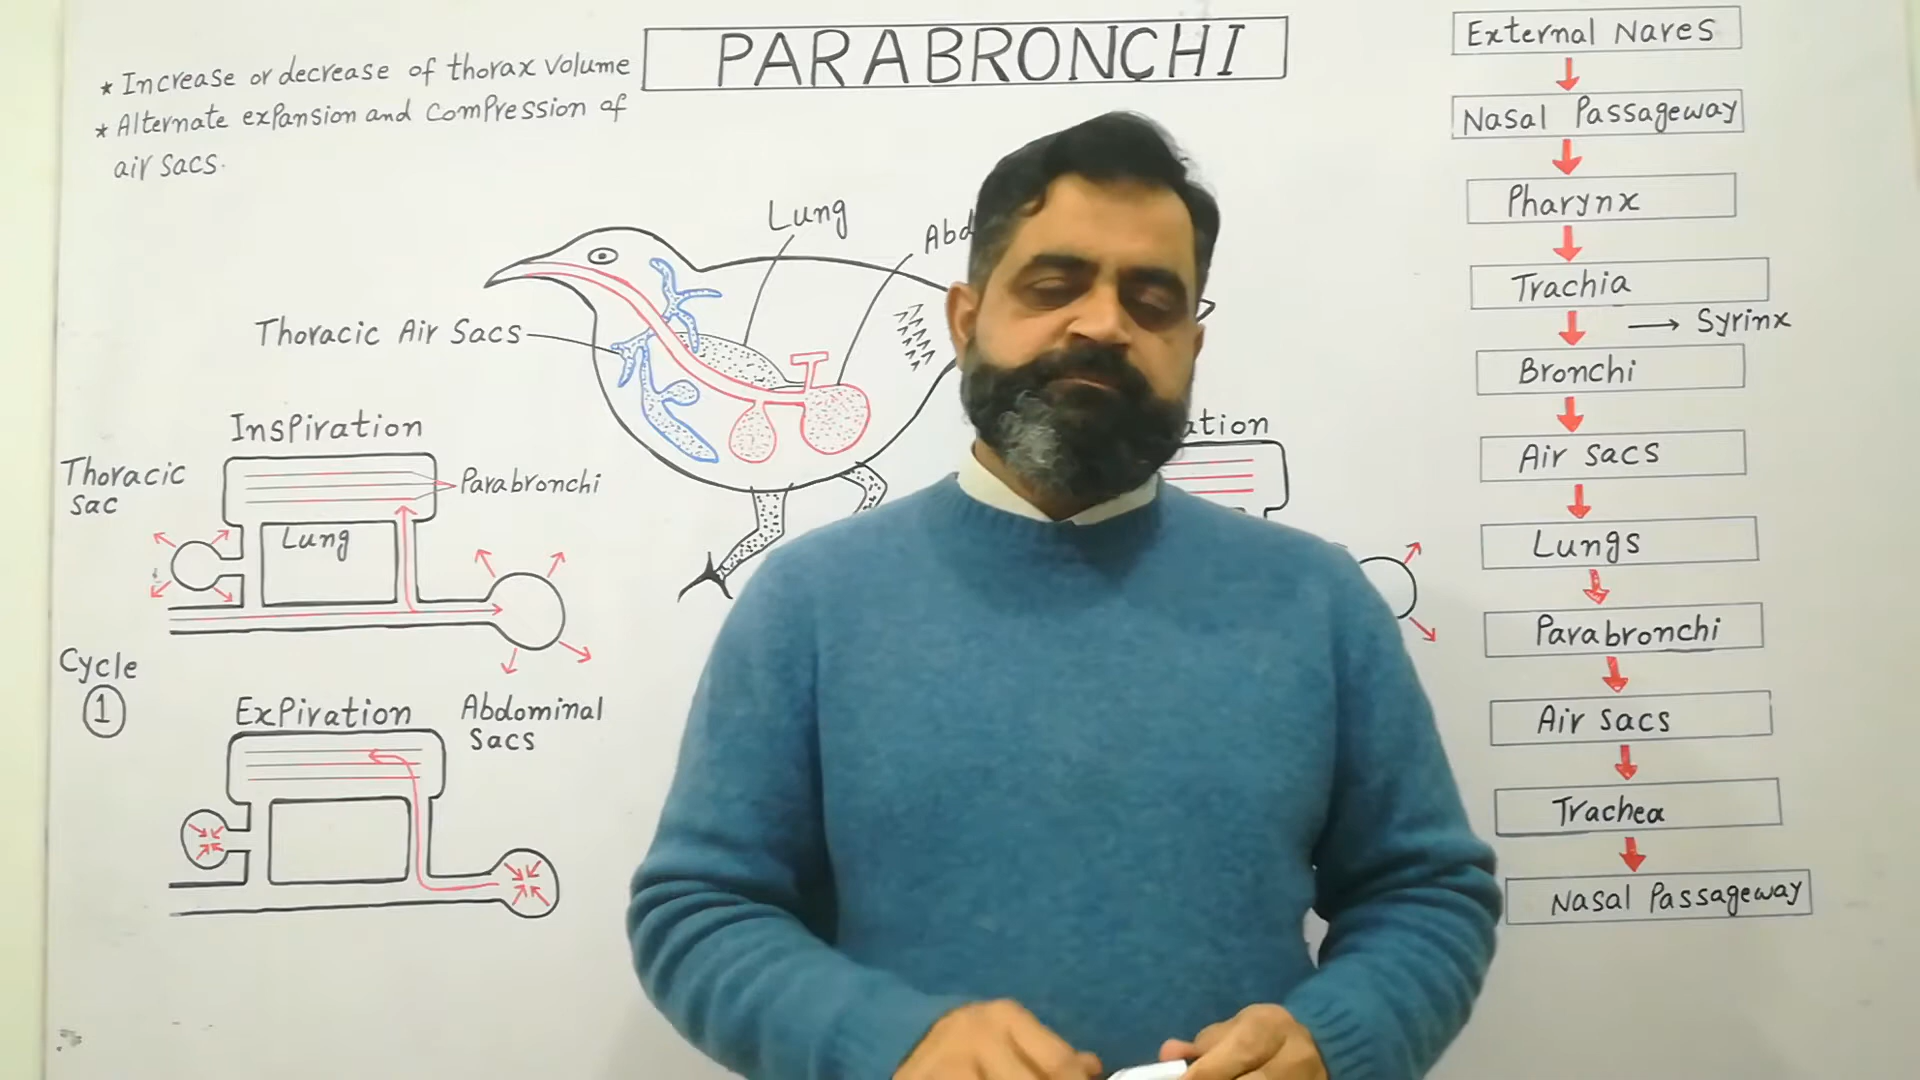 PARABRONCHI
* Increase or decrease of thorax volume
* Alternate expansion and compression of
air sacs.
Lung
Abd
Thoracic Air Sacs
Inspiration
Thoracic
sac
Parabronchi
Lung
Cycle
1
Expiration
Abdominal
Sacs
ation
External Nares
Nasal Passageway
Pharynx
Trachia
Syrinx
Bronchi
Air sacs
Lungs
Parabronchi
Air sacs
Trachea
Nasal Passageway